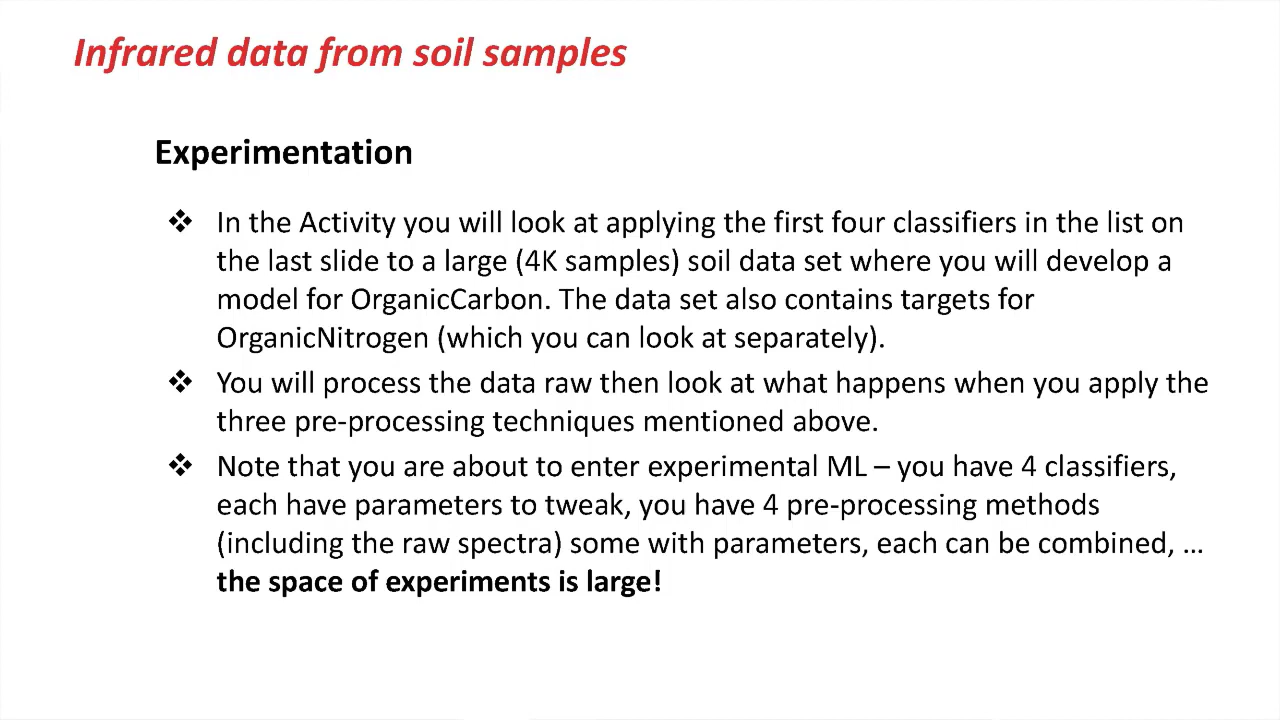 Infrared data from soil samples
Experimentation
❖ In the Activity you will look at applying the first four classifiers in the list on
the last slide to a large (4K samples) soil data set where you will develop a
model for OrganicCarbon. The data set also contains targets for
OrganicNitrogen (which you can look at separately).
❖ You will process the data raw then look at what happens when you apply the
three pre-processing techniques mentioned above.
❖ Note that you are about to enter experimental ML – you have 4 classifiers,
each have parameters to tweak, you have 4 pre-processing methods
(including the raw spectra) some with parameters, each can be combined, …
the space of experiments is large!